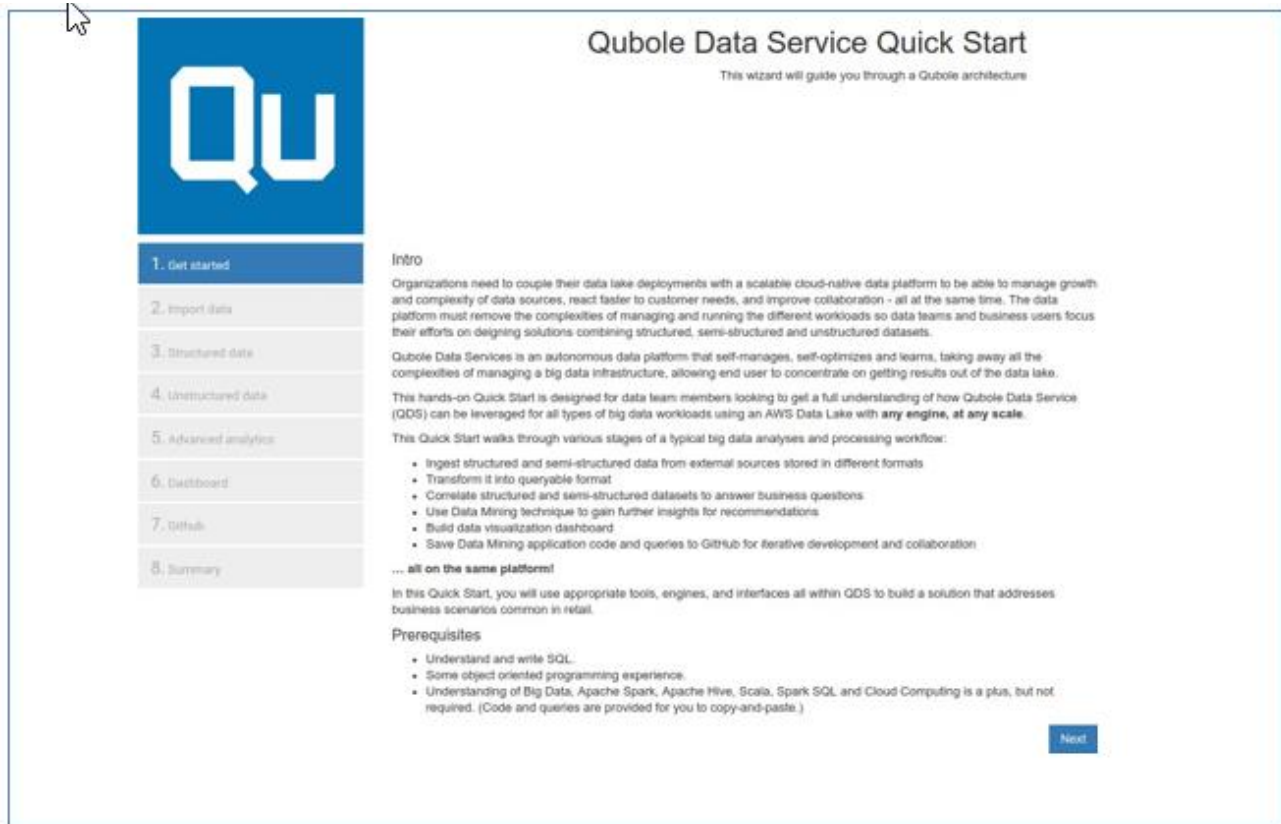 Qu
Qubole Data Service Quick Start
This wizard will guide you through a Qubole architecture
1. Get started
2. Import data
3. Structured data
4. Unstructured data
5. Advanced analytics
6. Dashboard
7. Github
8. Summary
Intro
Organizations need to couple their data lake deployments with a scalable cloud-native data platform to be able to manage growth
and complexity of data sources, react faster to customer needs, and improve collaboration - all at the same time. The data
platform must remove the complexities of managing and running the different workloads so data teams and business users focus
their efforts on deigning solutions combining structured, semi-structured and unstructured datasets.
Qubole Data Services is an autonomous data platform that self-manages, self-optimizes and learns, taking away all the
complexities of managing a big data infrastructure, allowing end user to concentrate on getting results out of the data lake.
This hands-on Quick Start is designed for data team members looking to get a full understanding of how Qubole Data Service
(QDS) can be leveraged for all types of big data workloads using an AWS Data Lake with any engine, at any scale.
This Quick Start walks through various stages of a typical big data analyses and processing workflow:
• Ingest structured and semi-structured data from external sources stored in different formats
• Transform it into queryable format
• Correlate structured and semi-structured datasets to answer business questions
• Use Data Mining technique to gain further insights for recommendations
• Build data visualization dashboard
• Save Data Mining application code and queries to GitHub for iterative development and collaboration
... all on the same platform!
In this Quick Start, you will use appropriate tools, engines, and interfaces all within QDS to build a solution that addresses
business scenarios common in retail.
Prerequisites
• Understand and write SQL.
• Some object oriented programming experience.
• Understanding of Big Data, Apache Spark, Apache Hive, Scala, Spark SQL and Cloud Computing is a plus, but not
required. (Code and queries are provided for you to copy-and-paste.)
Next